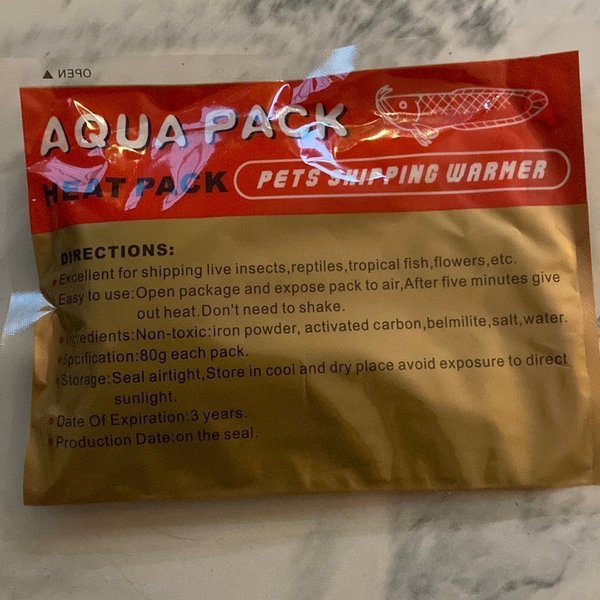 OPEN
AQUA PACK
HEAT PACK PETS SHIPPING WARMER
DIRECTIONS:
Excellent for shipping live insects,reptiles,tropical fish,flowers,etc.
Easy to use:Open package and expose pack to air,After five minutes give
out heat.Don't need to shake.
Ingredients:Non-toxic:iron powder, activated carbon,belmilite,salt,water.
Spcification:80g each pack.
Storage:Seal airtight,Store in cool and dry place avoid exposure to direct
sunlight.
Date Of Expiration:3 years.
Production Date:on the seal.